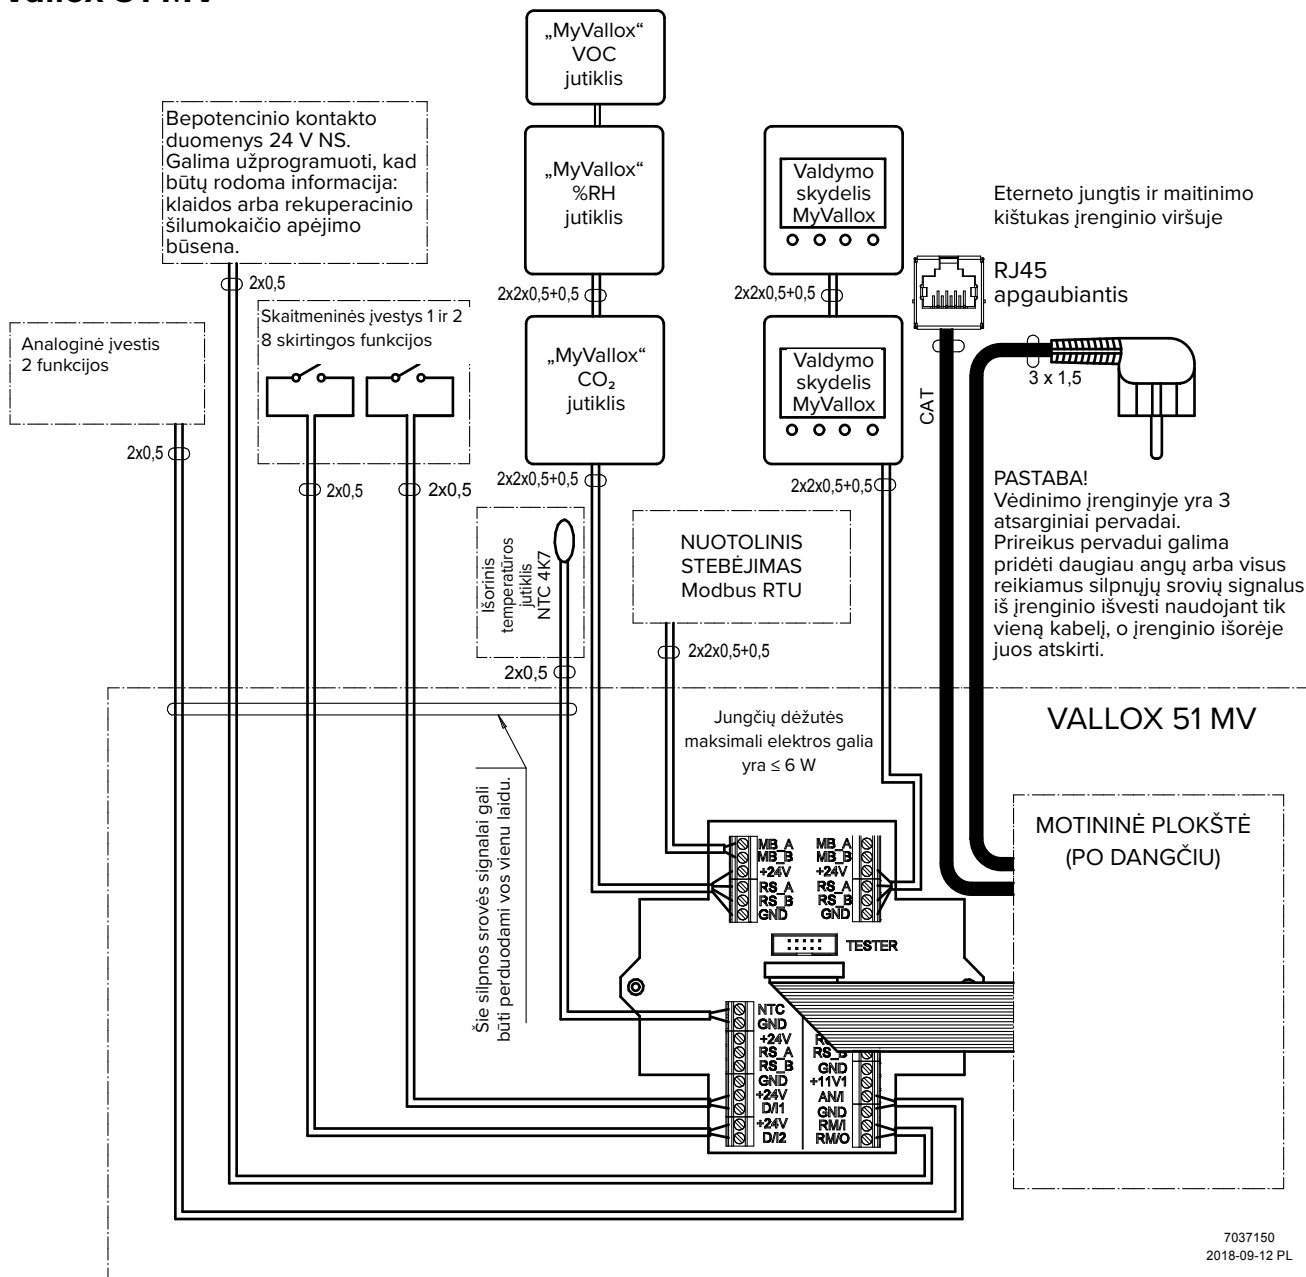 Vallox 51 MV
„MyVallox“
VOC
jutiklis
Bepotencinio kontakto
duomenys 24 V NS.
Galima užprogramuoti, kad
būtų rodoma informacija:
klaidos arba rekuperacinio
šilumokaičio apėjimo
būsena.
„MyVallox“
%RH
jutiklis
Valdymo
skydelis
MyVallox
Eterneto jungtis ir maitinimo
kištukas įrenginio viršuje
RJ45
apgaubiantis
2x0,5
2x2x0,5+0,5
2x2x0,5+0,5
Skaitmeninės įvestys 1 ir 2
8 skirtingos funkcijos
Analoginė įvestis
2 funkcijos
„MyVallox“
CO₂
jutiklis
Valdymo
skydelis
MyVallox
CAT
3 x 1,5
2x0,5
2x0,5
2x0,5
2x2x0,5+0,5
2x2x0,5+0,5
PASTABA!
Vėdinimo įrenginyje yra 3
atsarginiai pervadai.
Prireikus pervadui galima
pridėti daugiau angų arba visus
reikiamus silpnųjų srovių signalus
iš įrenginio išvesti naudojant tik
vieną kabelį, o įrenginio išorėje
juos atskirti.
Išorinis
temperatūros
jutiklis
NTC 4K7
NUOTOLINIS
STEBĖJIMAS
Modbus RTU
2x0,5
2x2x0,5+0,5
Jungčių dėžutės
maksimali elektros galia
yra ≤ 6 W
VALLOX 51 MV
Šie silpnos srovės signalai gali
būti perduodami vos vienu laidu.
MOTININĖ PLOKŠTĖ
(PO DANGČIU)
MB_A
MB_B
+24V
RS_A
RS_B
GND
MB_A
MB_B
+24V
RS_A
RS_B
GND
TESTER
NTC
GND
+24V
RS_A
RS_B
GND
+24V
D/I1
+24V
D/I2
RS_B
GND
+11V1
AN/I
GND
RM/I
RM/O
7037150
2018-09-12 PL